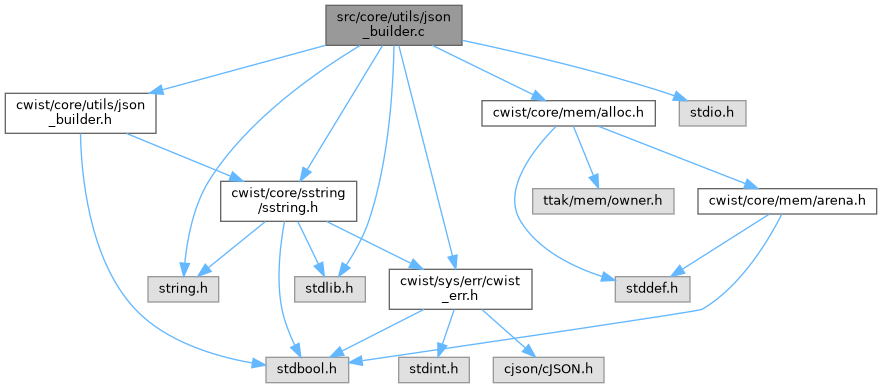 src/core/utils/json
_builder.c
cwist/core/utils/json
_builder.h
cwist/core/mem/alloc.h
stdio.h
cwist/core/sstring
/sstring.h
ttak/mem/owner.h
cwist/core/mem/arena.h
string.h
stdlib.h
cwist/sys/err/cwist
_err.h
stddef.h
stdbool.h
stdint.h
cjson/cJSON.h